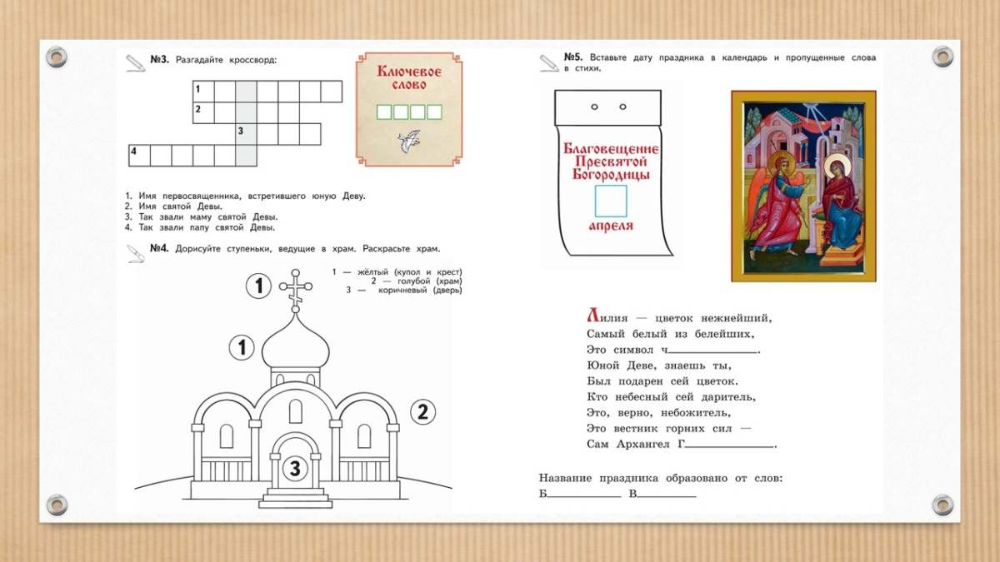 №3. Разгадайте кроссворд:
1
2
3
4
Ключевое
слово
1. Имя первосвященника, встретившего юную Деву.
2. Имя святой Девы.
3. Так звали маму святой Девы.
4. Так звали папу святой Девы.
№4. Дорисуйте ступеньки, ведущие в храм. Раскрасьте храм.
1 — жёлтый (купол и крест)
2 — голубой (храм)
3 — коричневый (дверь)
1
1
2
3
№5. Вставьте дату праздника в календарь и пропущенные слова
в стихи.
Благовещение
Пресвятой
Богородицы
апреля
Лилия — цветок нежнейший,
Самый белый из белейших,
Это символ ч__________.
Юной Деве, знаешь ты,
Был подарен сей цветок.
Кто небесный сей даритель,
Это, верно, небожитель,
Это вестник горних сил —
Сам Архангел Г__________.
Название праздника образовано от слов:
Б__________ В__________